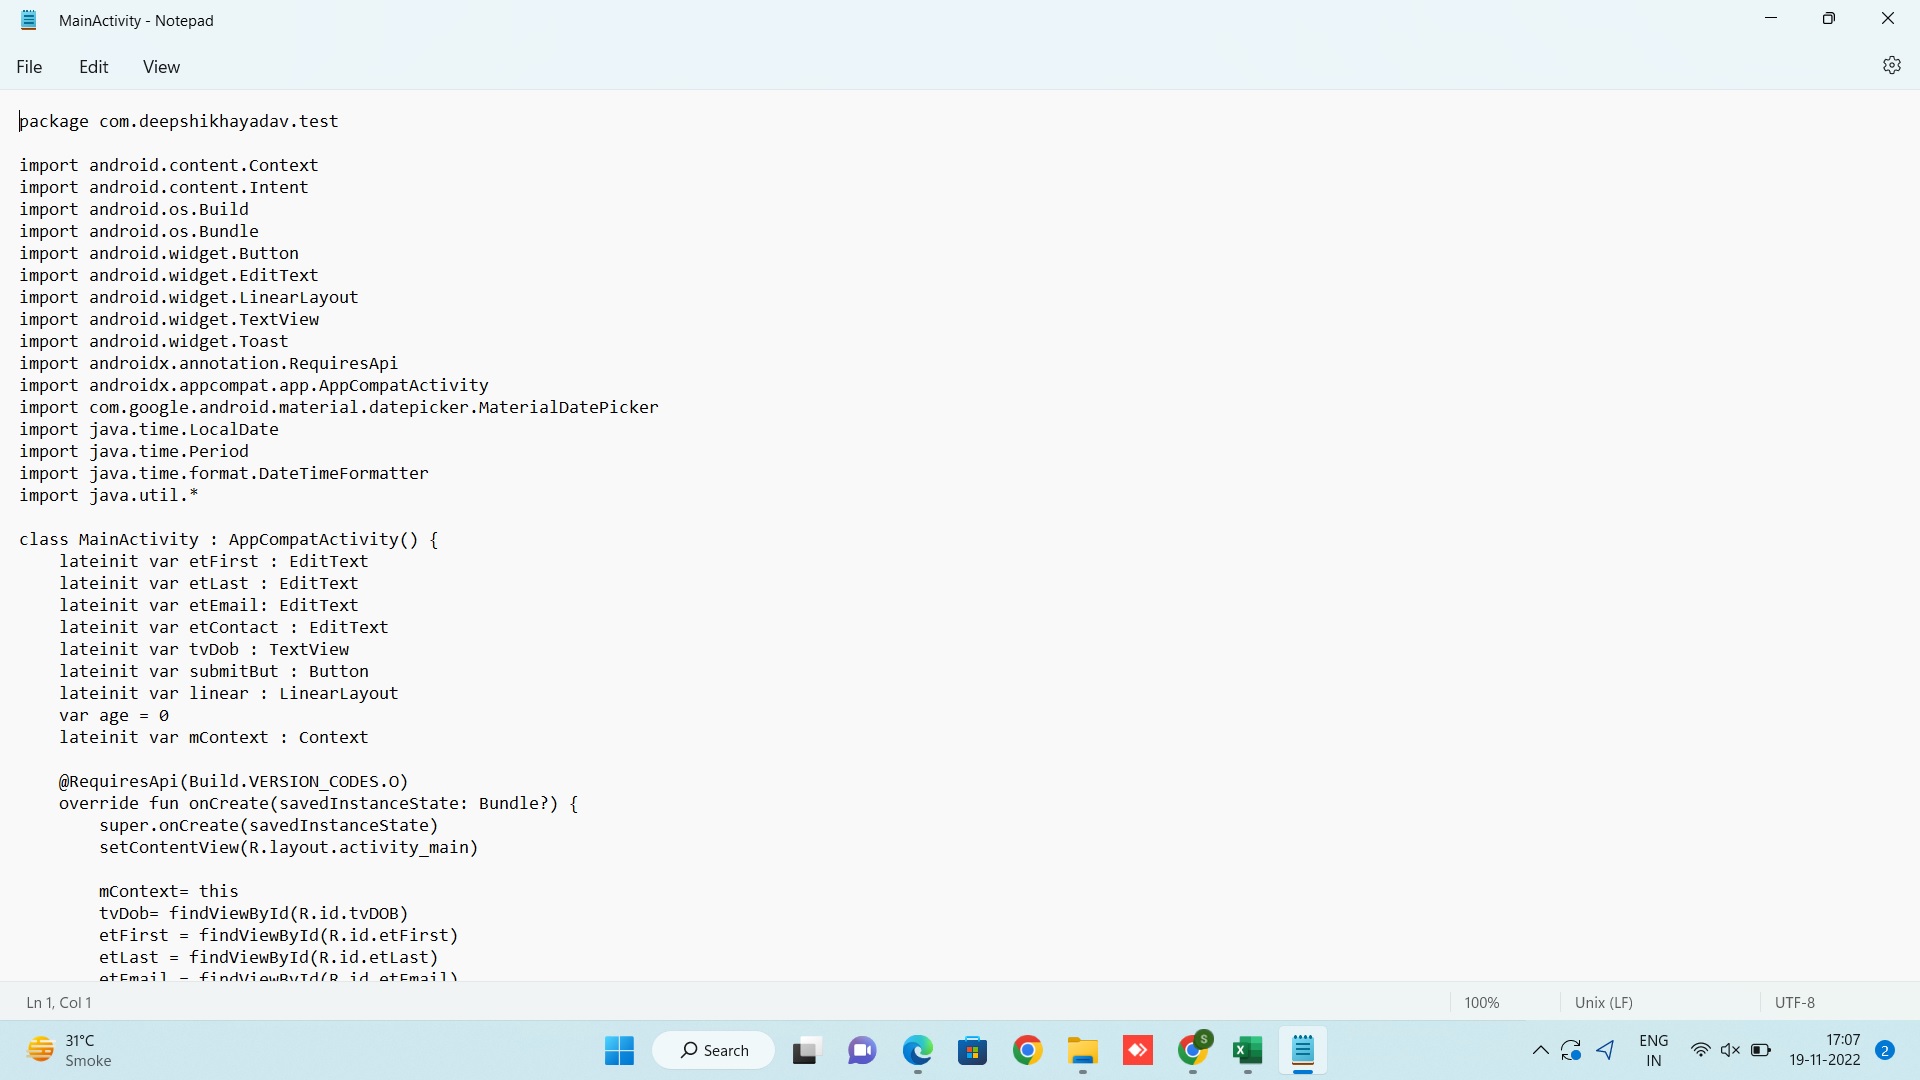 MainActivity - Notepad
File Edit View
package com.deepshikhayadav.test
import android.content.Context
import android.content.Intent
import android.os.Build
import android.os.Bundle
import android.widget.Button
import android.widget.EditText
import android.widget.LinearLayout
import android.widget.TextView
import android.widget.Toast
import androidx.annotation.RequiresApi
import androidx.appcompat.app.AppCompatActivity
import com.google.android.material.datepicker.MaterialDatePicker
import java.time.LocalDate
import java.time.Period
import java.time.format.DateTimeFormatter
import java.util.*
class MainActivity : AppCompatActivity() {
    lateinit var etFirst : EditText
    lateinit var etLast : EditText
    lateinit var etEmail: EditText
    lateinit var etContact : EditText
    lateinit var tvDob : TextView
    lateinit var submitBut : Button
    lateinit var linear : LinearLayout
    var age = 0
    lateinit var mContext : Context
    @RequiresApi(Build.VERSION_CODES.O)
    override fun onCreate(savedInstanceState: Bundle?) {
        super.onCreate(savedInstanceState)
        setContentView(R.layout.activity_main)
        mContext= this
        tvDob= findViewById(R.id.tvDOB)
        etFirst = findViewById(R.id.etFirst)
        etLast = findViewById(R.id.etLast)
        etEmail = findViewById(R.id.etEmail)
Ln 1, Col 1 100% Unix (LF) UTF-8
31°C
Smoke
Search
S
X
ENG
IN
17:07
19-11-2022
2